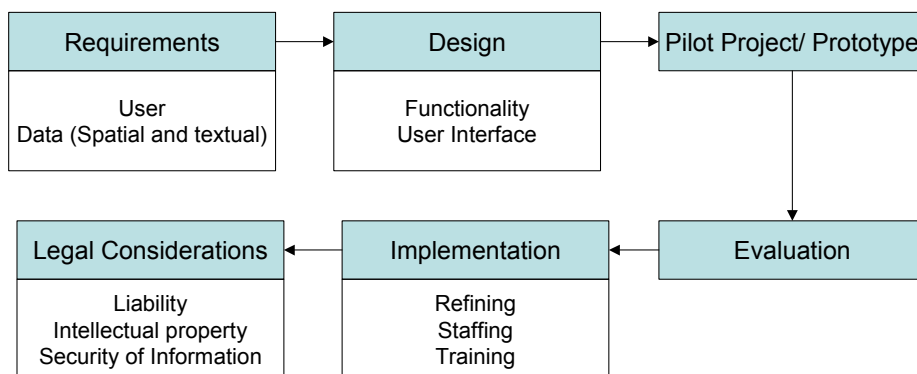 Requirements
User
Data (Spatial and textual)
Design
Functionality
User Interface
Pilot Project/ Prototype
Evaluation
Implementation
Refining
Staffing
Training
Legal Considerations
Liability
Intellectual property
Security of Information